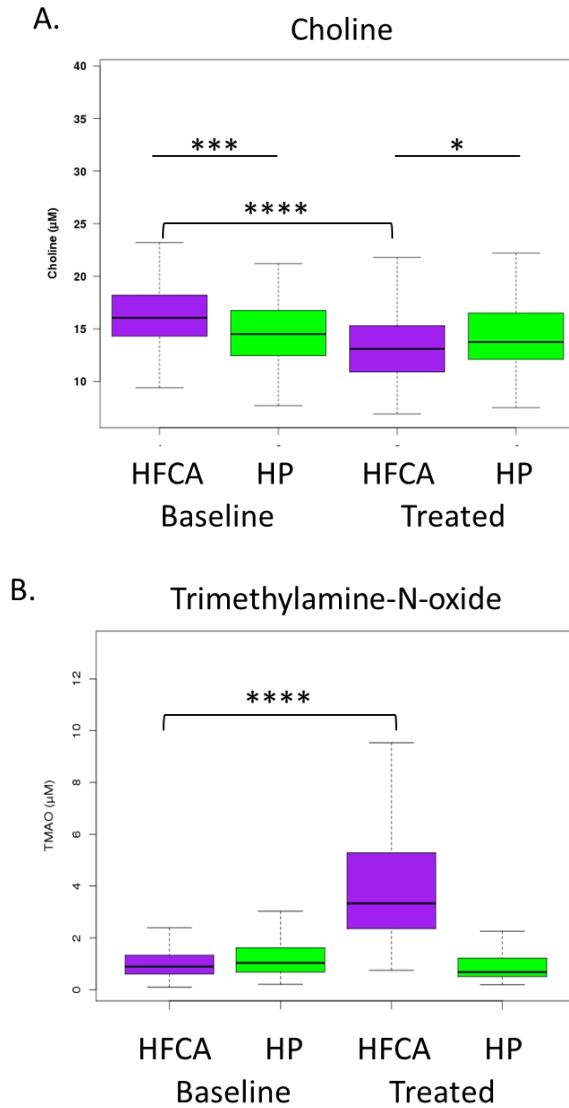 A.
Choline
Choline (μM)
40
35
30
25
20
15
10
***
*
****
HFCA HP HFCA HP
Baseline Treated
B.
Trimethylamine-N-oxide
TMAO (μM)
12
10
8
6
4
2
0
****
HFCA HP HFCA HP
Baseline Treated